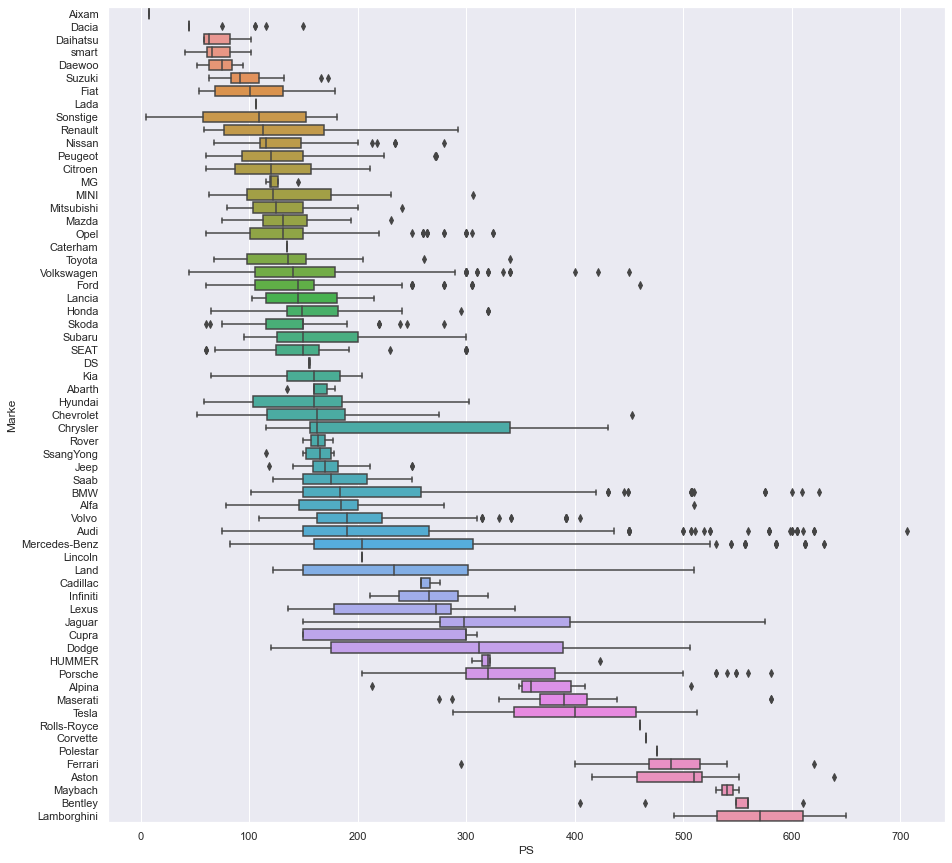 Aixam
Dacia
Daihatsu
smart
Daewoo
Suzuki
Fiat
Lada
Sonstige
Renault
Nissan
Peugeot
Citroen
MG
MINI
Mitsubishi
Mazda
Opel
Caterham
Toyota
Volkswagen
Ford
Lancia
Honda
Skoda
Subaru
SEAT
DS
Kia
Abarth
Hyundai
Chevrolet
Marke
Chrysler
Rover
SsangYong
Jeep
Saab
BMW
Alfa
Volvo
Audi
Mercedes-Benz
Lincoln
Land
Cadillac
Infiniti
Lexus
Jaguar
Cupra
Dodge
HUMMER
Porsche
Alpina
Maserati
Tesla
Rolls-Royce
Corvette
Polestar
Ferrari
Aston
Maybach
Bentley
Lamborghini
0 100 200 300 400 500 600 700
PS